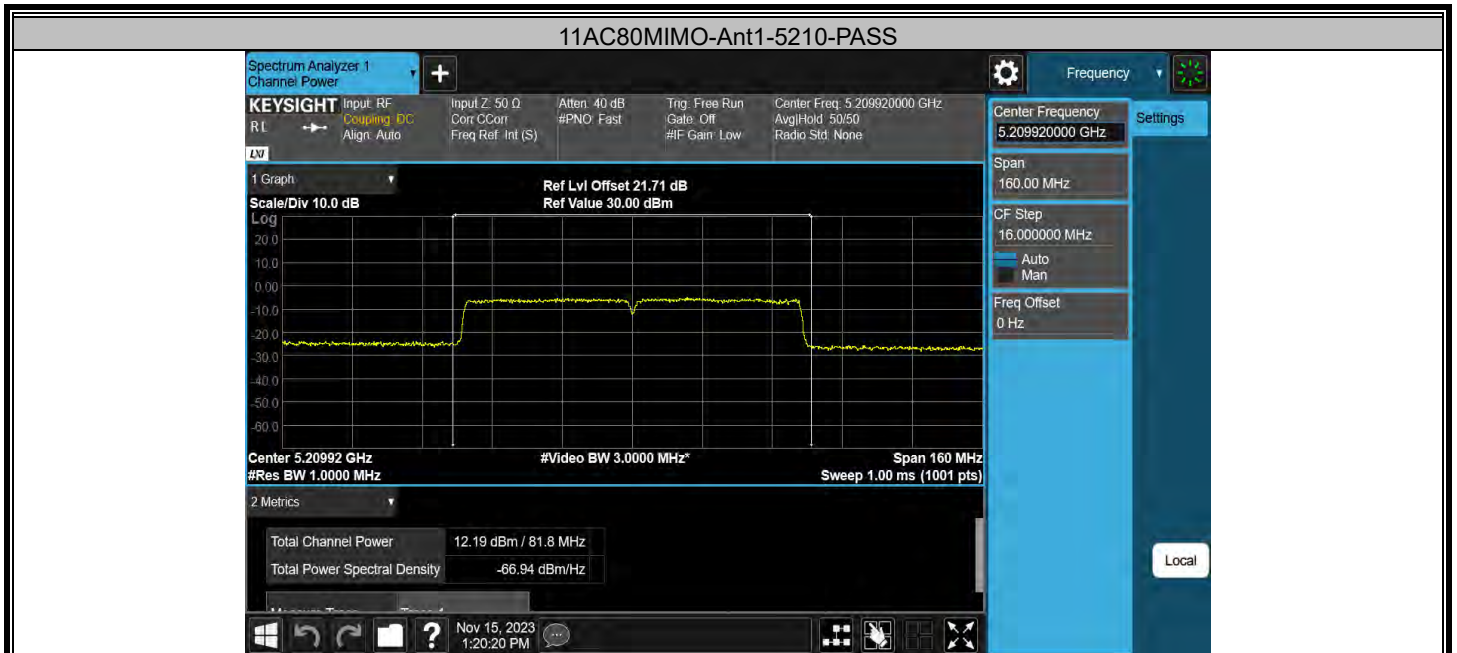 11AC80MIMO-Ant1-5210-PASS
Spectrum Analyzer 1
Channel Power
Frequency
KEYSIGHT
RL
LXI
Input: RF
Coupling: DC
Align: Auto
Input Z: 50 Ω
Corr CCorr
Freq Ref: Int (S)
Atten: 40 dB
#PNO: Fast
Trig: Free Run
Gate: Off
#IF Gain: Low
Center Freq: 5.209920000 GHz
Avg|Hold: 50/50
Radio Std: None
Center Frequency
5.209920000 GHz
Settings
Span
160.00 MHz
CF Step
16.000000 MHz
Auto
Man
Freq Offset
0 Hz
Local
1 Graph
Scale/Div 10.0 dB
Ref Lvl Offset 21.71 dB
Ref Value 30.00 dBm
Log
20.0
10.0
0.00
-10.0
-20.0
-30.0
-40.0
-50.0
-60.0
Center 5.20992 GHz
#Video BW 3.0000 MHz*
Span 160 MHz
#Res BW 1.0000 MHz
Sweep 1.00 ms (1001 pts)
2 Metrics
Total Channel Power 12.19 dBm / 81.8 MHz
Total Power Spectral Density -66.94 dBm/Hz
Nov 15, 2023
1:20:20 PM